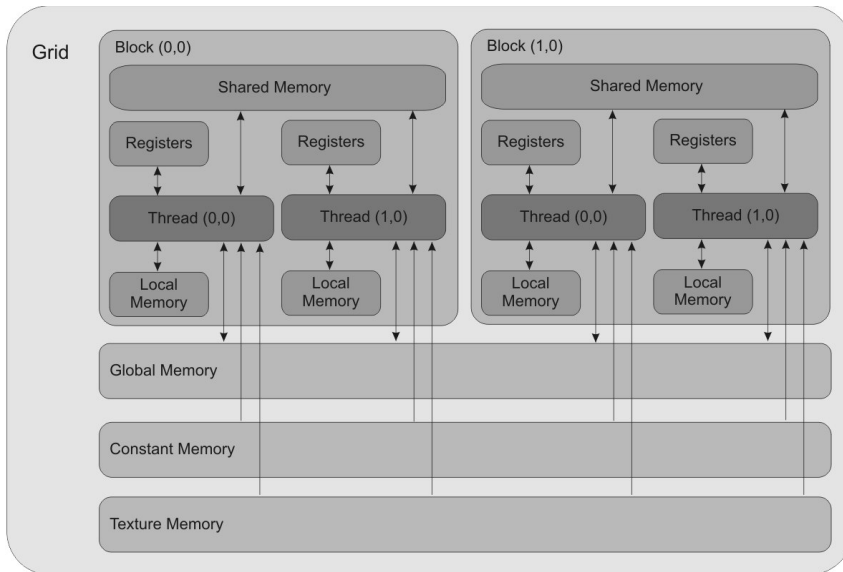 Grid
Block (0,0)
Shared Memory
Registers
Registers
Thread (0,0)
Thread (1,0)
Local
Memory
Local
Memory
Block (1,0)
Shared Memory
Registers
Registers
Thread (0,0)
Thread (1,0)
Local
Memory
Local
Memory
Global Memory
Constant Memory
Texture Memory